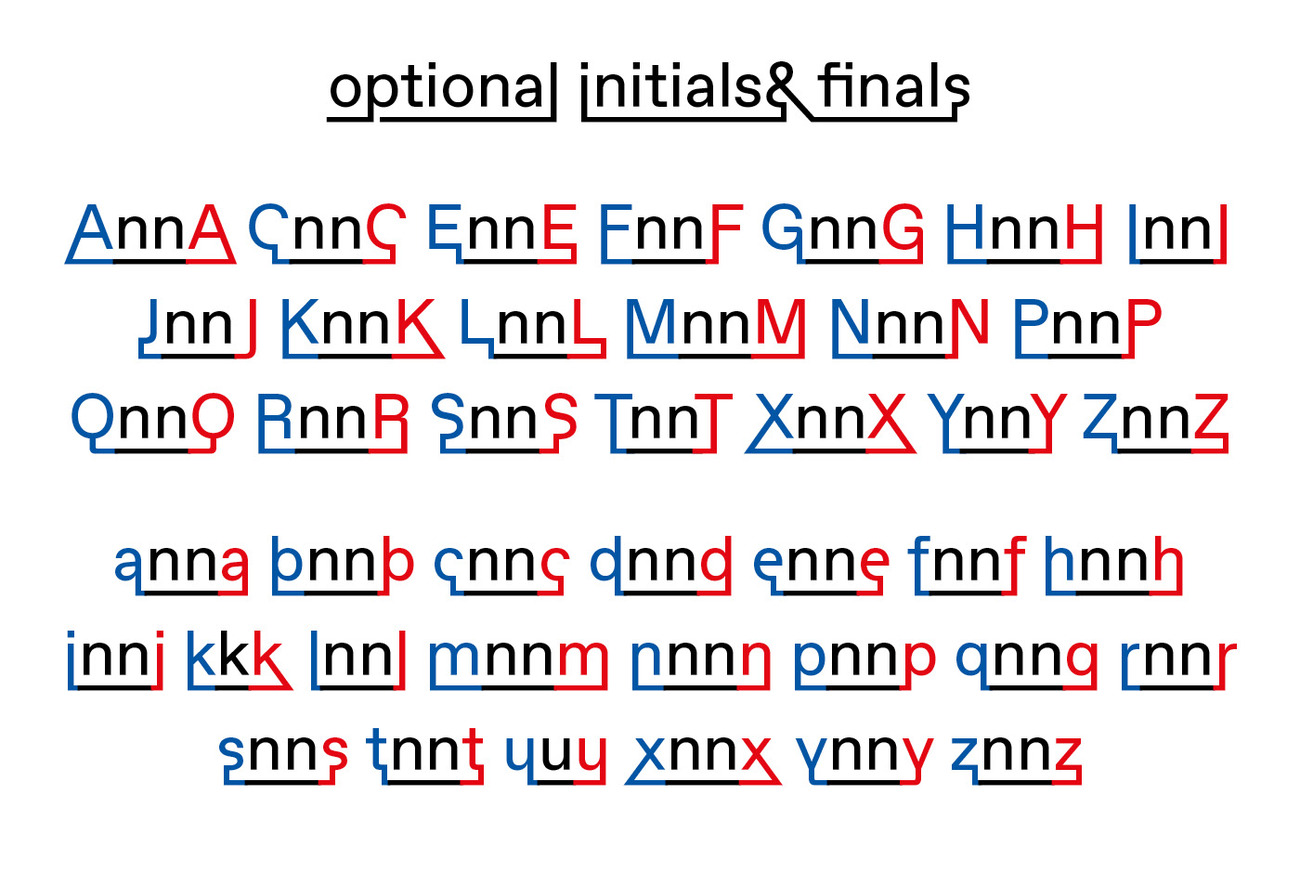 optional initials& finals
AnnA CnnC EnnE FnnF GnnG HnnH InnI
JnnJ KnnK LnnL MnnM NnnN PnnP
QnnQ RnnR SnnS TnnT XnnX YnnY ZnnZ
anna bnnb cnnc dnnd enne fnnf hnnh
inni kkk lnnl mnnm nnnn pnnp qnnq rnnr
snns tnnt uuu xnnx ynny znnz